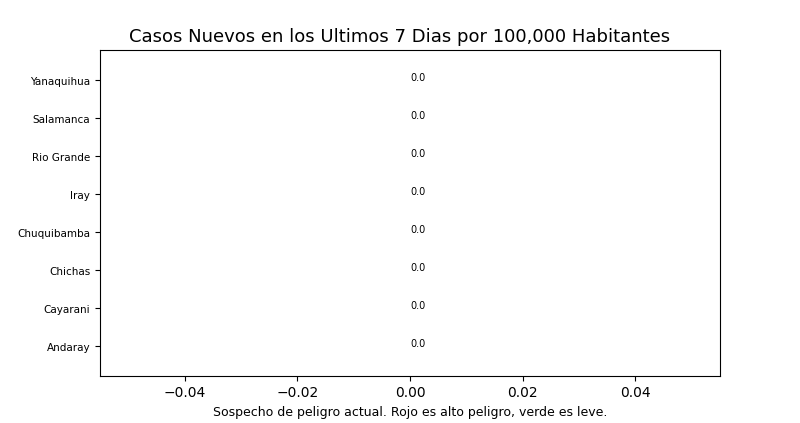 Casos Nuevos en los Ultimos 7 Dias por 100,000 Habitantes
Yanaquihua 0.0
Salamanca 0.0
Rio Grande 0.0
Iray 0.0
Chuquibamba 0.0
Chichas 0.0
Cayarani 0.0
Andaray 0.0
−0.04 −0.02 0.00 0.02 0.04
Sospecho de peligro actual. Rojo es alto peligro, verde es leve.